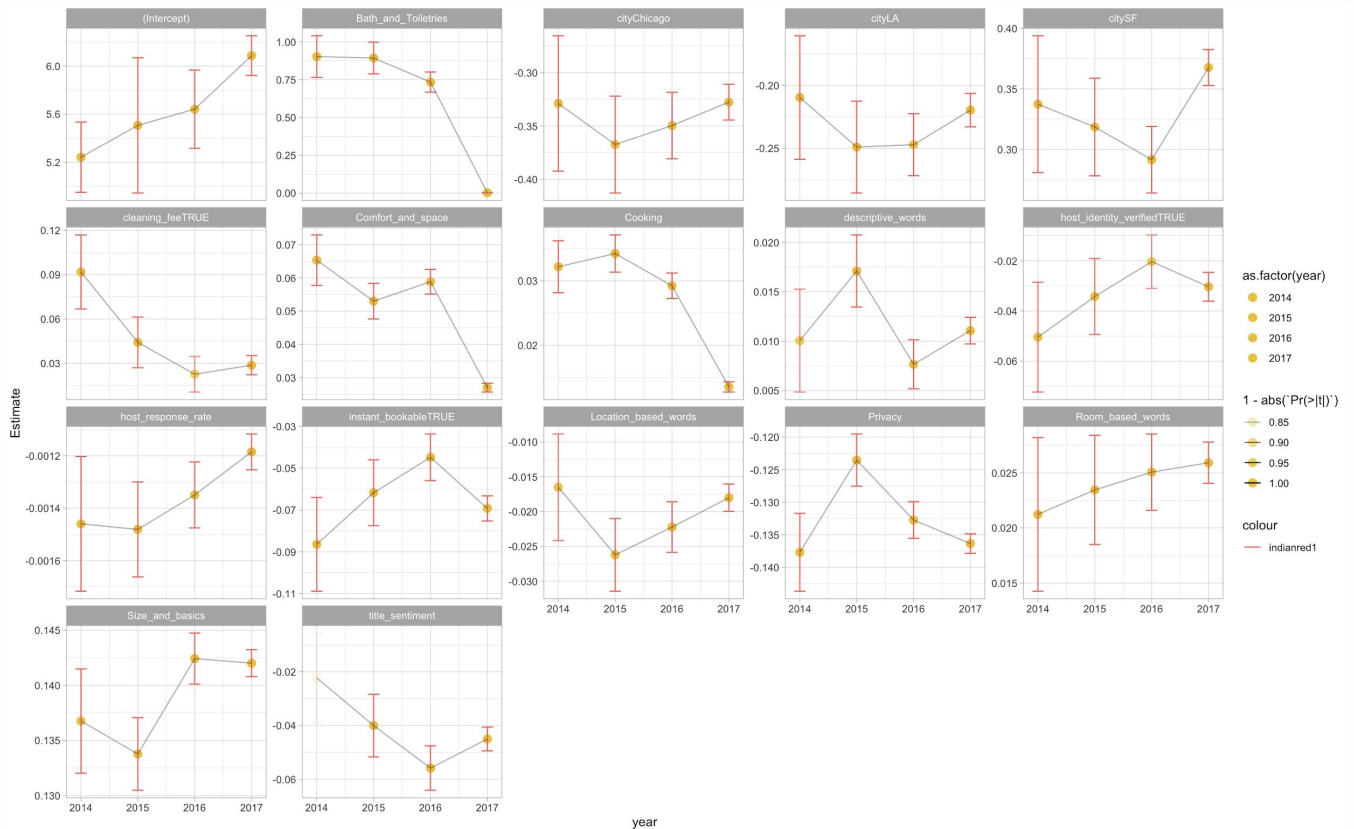 (Intercept) Bath_and_Toiletries cityChicago cityLA citySF
6.0 1.00 -0.30 -0.20 0.40
5.6 0.75 -0.35 -0.25 0.35
5.2 0.50 -0.40 0.30
0.25
0.00
cleaning_feeTRUE Comfort_and_space Cooking descriptive_words host_identity_verifiedTRUE
0.12 0.07 0.03 0.020 -0.02
0.09 0.06 0.02 0.015 -0.04
0.06 0.05 0.010 -0.06
0.03 0.04 0.005
0.03
host_response_rate instant_bookableTRUE Location_based_words Privacy Room_based_words
-0.0012 -0.03 -0.010 -0.120 0.025
-0.0014 -0.05 -0.015 -0.125 0.020
-0.0016 -0.07 -0.020 -0.130 0.015
-0.09 -0.025 -0.135
-0.11 -0.030 -0.140
2014 2015 2016 2017 2014 2015 2016 2017 2014 2015 2016 2017
Size_and_basics title_sentiment
0.145 -0.02
0.140 -0.04
0.135 -0.06
0.130
2014 2015 2016 2017 2014 2015 2016 2017
Estimate
year
as.factor(year)
2014
2015
2016
2017
1 - abs(`Pr(>|t|)`)
0.85
0.90
0.95
1.00
colour
indianred1